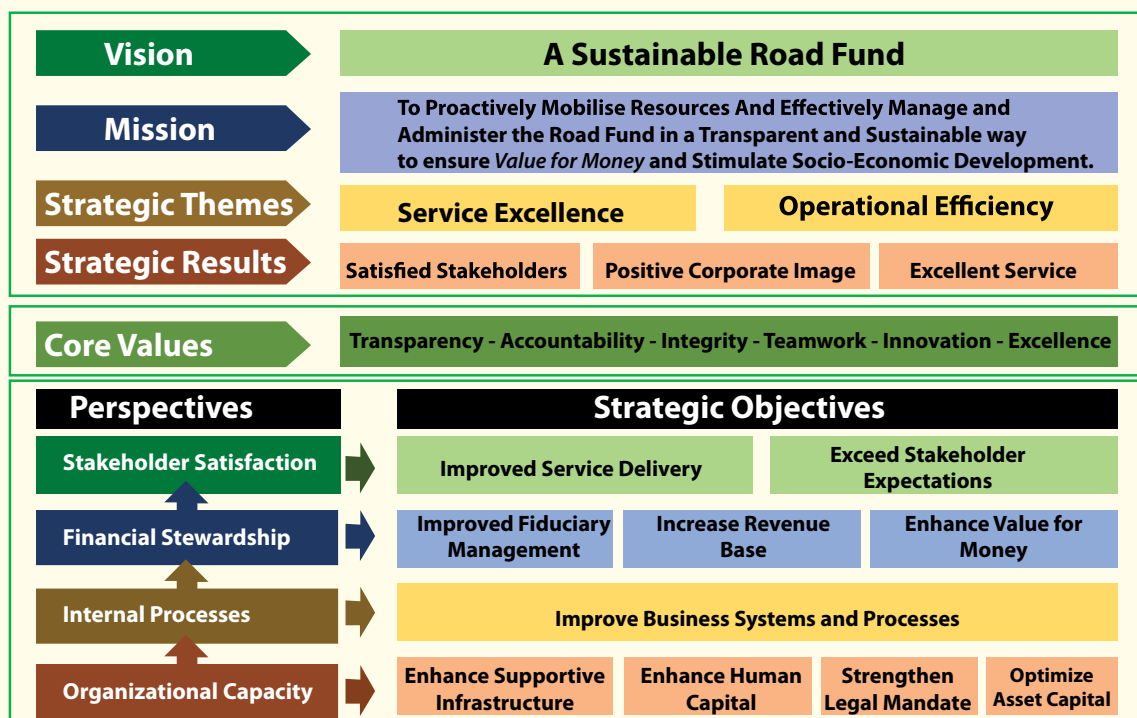 Vision
A Sustainable Road Fund
Mission
To Proactively Mobilise Resources And Effectively Manage and
Administer the Road Fund in a Transparent and Sustainable way
to ensure Value for Money and Stimulate Socio-Economic Development.
Strategic Themes
Service Excellence
Operational Efficiency
Strategic Results
Satisfied Stakeholders
Positive Corporate Image
Excellent Service
Core Values
Transparency - Accountability - Integrity - Teamwork - Innovation - Excellence
Perspectives
Strategic Objectives
Stakeholder Satisfaction
Improved Service Delivery
Exceed Stakeholder
Expectations
Financial Stewardship
Improved Fiduciary
Management
Increase Revenue
Base
Enhance Value for
Money
Internal Processes
Improve Business Systems and Processes
Organizational Capacity
Enhance Supportive
Infrastructure
Enhance Human
Capital
Strengthen
Legal Mandate
Optimize
Asset Capital